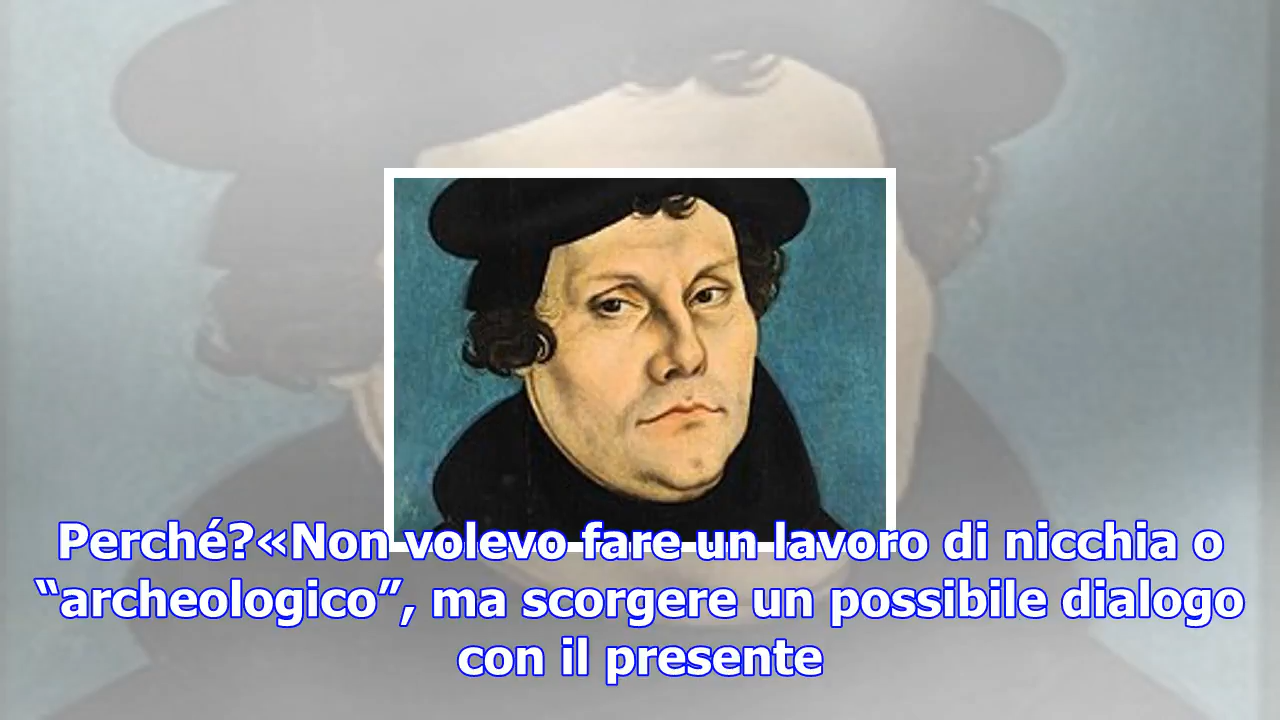 Perché?«Non volevo fare un lavoro di nicchia o
“archeologico”, ma scorgere un possibile dialogo
con il presente